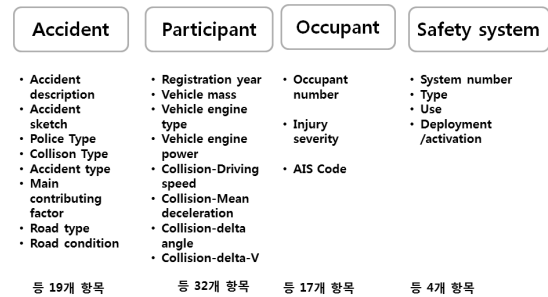 Accident
• Accident
description
• Accident
sketch
• Police Type
• Collison Type
• Accident type
• Main
contributing
factor
• Road type
• Road condition
등 19개 항목
Participant
• Registration year
• Vehicle mass
• Vehicle engine
type
• Vehicle engine
power
• Collision-Driving
speed
• Collision-Mean
deceleration
• Collision-delta
angle
• Collision-delta-V
등 32개 항목
Occupant
• Occupant
number
• Injury
severity
• AIS Code
등 17개 항목
Safety system
• System number
• Type
• Use
• Deployment
/activation
등 4개 항목